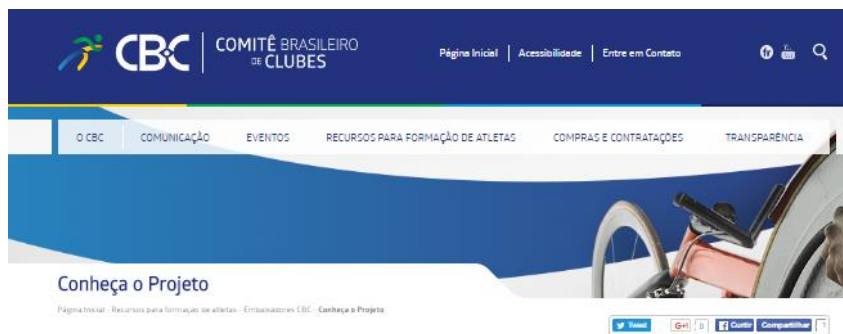 CBC
COMITÊ BRASILEIRO
DE CLUBES
Página Inicial | Acessibilidade | Entre em Contato
O CBC COMUNICAÇÃO EVENTOS RECURSOS PARA FORMAÇÃO DE ATLETAS COMPRAS E CONTRATAÇÕES TRANSPARÊNCIA
Conheça o Projeto
Página Inicial - Recursos para formação de atletas - Embaixadores CBC - Conheça o Projeto
Tweet G+1 0 Curtir Compartilhar